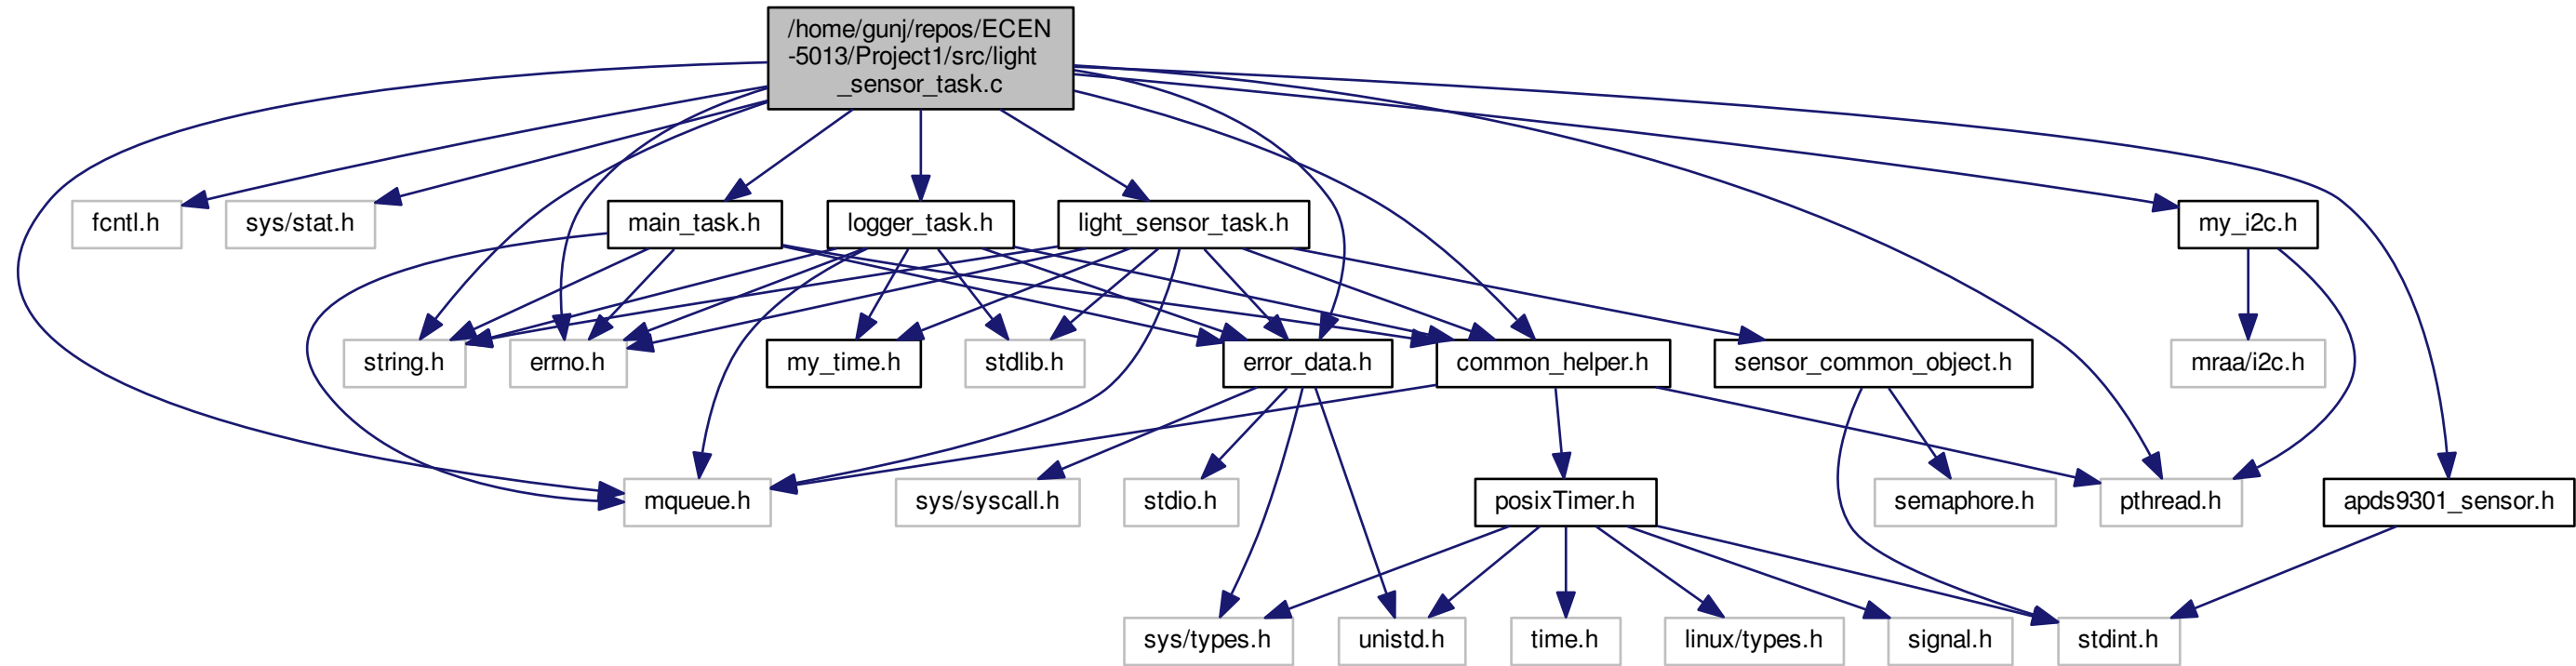 /home/gunj/repos/ECEN
-5013/Project1/src/light
_sensor_task.c
fcntl.h
sys/stat.h
main_task.h
logger_task.h
light_sensor_task.h
my_i2c.h
string.h
errno.h
my_time.h
stdlib.h
error_data.h
common_helper.h
sensor_common_object.h
mraa/i2c.h
mqueue.h
sys/syscall.h
stdio.h
posixTimer.h
semaphore.h
pthread.h
apds9301_sensor.h
sys/types.h
unistd.h
time.h
linux/types.h
signal.h
stdint.h